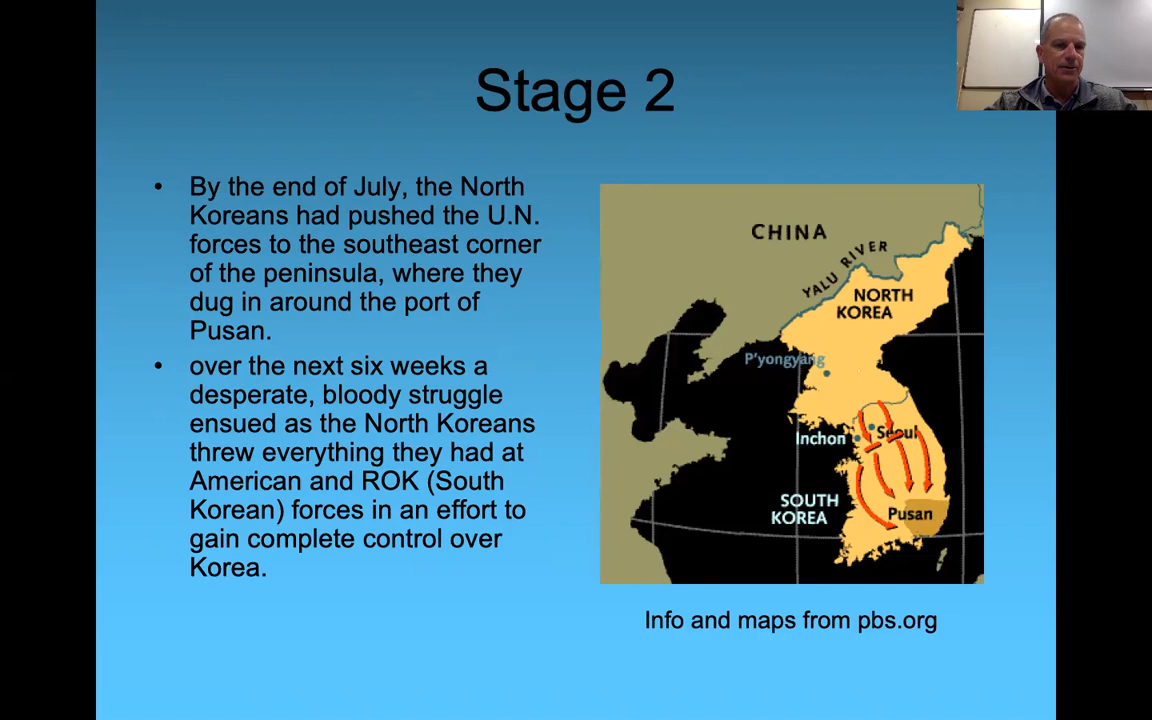 Stage 2
• By the end of July, the North
Koreans had pushed the U.N.
forces to the southeast corner
of the peninsula, where they
dug in around the port of
Pusan.
• over the next six weeks a
desperate, bloody struggle
ensued as the North Koreans
threw everything they had at
American and ROK (South
Korean) forces in an effort to
gain complete control over
Korea.
CHINA
YALU RIVER
NORTH
KOREA
P'yongyang
Inchon
Seoul
SOUTH
KOREA
Pusan
Info and maps from pbs.org